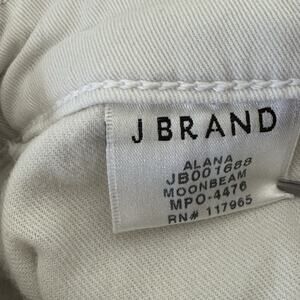 J BRAND
ALANA
JB001688
MOONBEAM
MPO-4476
RN# 117965